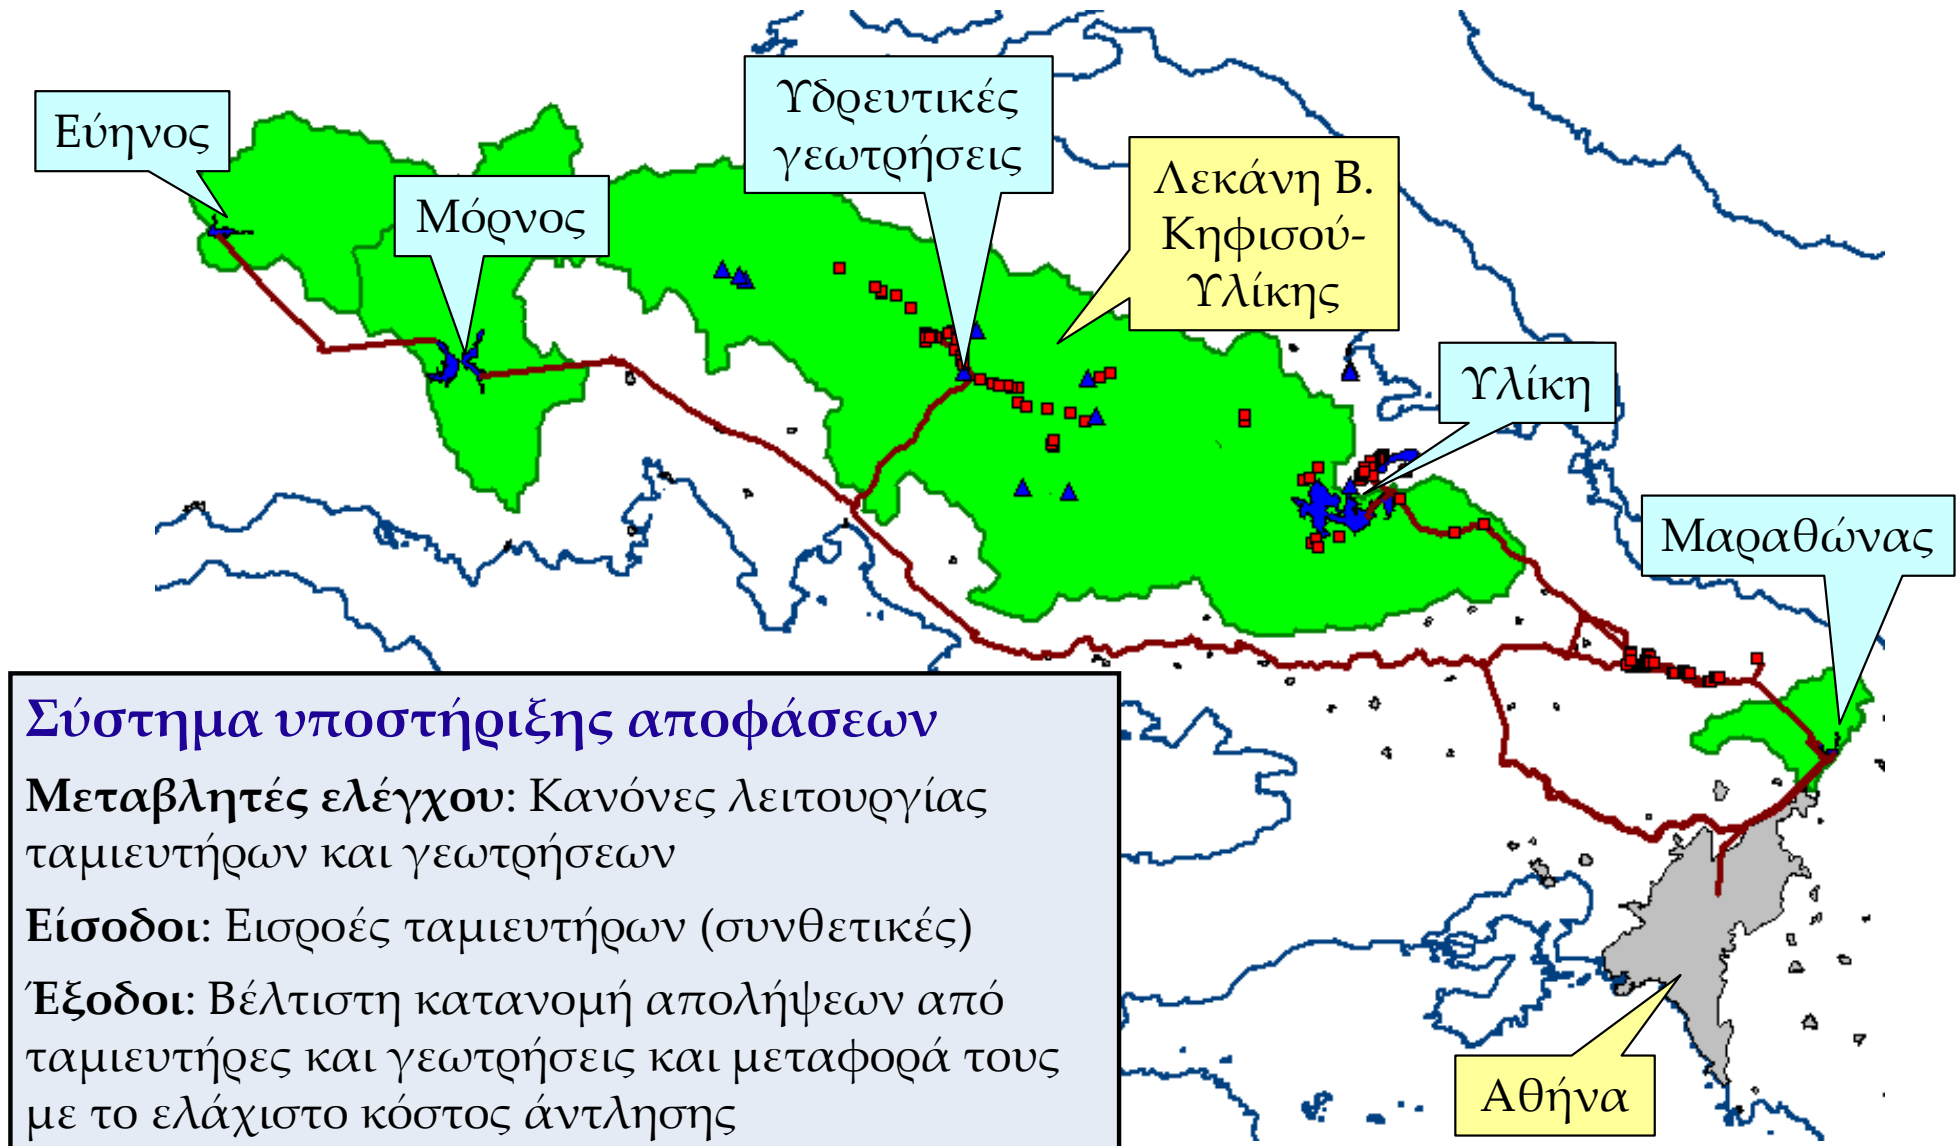 Εύηνος
Μόρνος
Υδρευτικές
γεωτρήσεις
Λεκάνη Β.
Κηφισού-
Υλίκης
Υλίκη
Μαραθώνας
Αθήνα
Σύστημα υποστήριξης αποφάσεων
Μεταβλητές ελέγχου: Κανόνες λειτουργίας
ταμιευτήρων και γεωτρήσεων
Είσοδοι: Εισροές ταμιευτήρων (συνθετικές)
Έξοδοι: Βέλτιστη κατανομή απολήψεων από
ταμιευτήρες και γεωτρήσεις και μεταφορά τους
με το ελάχιστο κόστος άντλησης